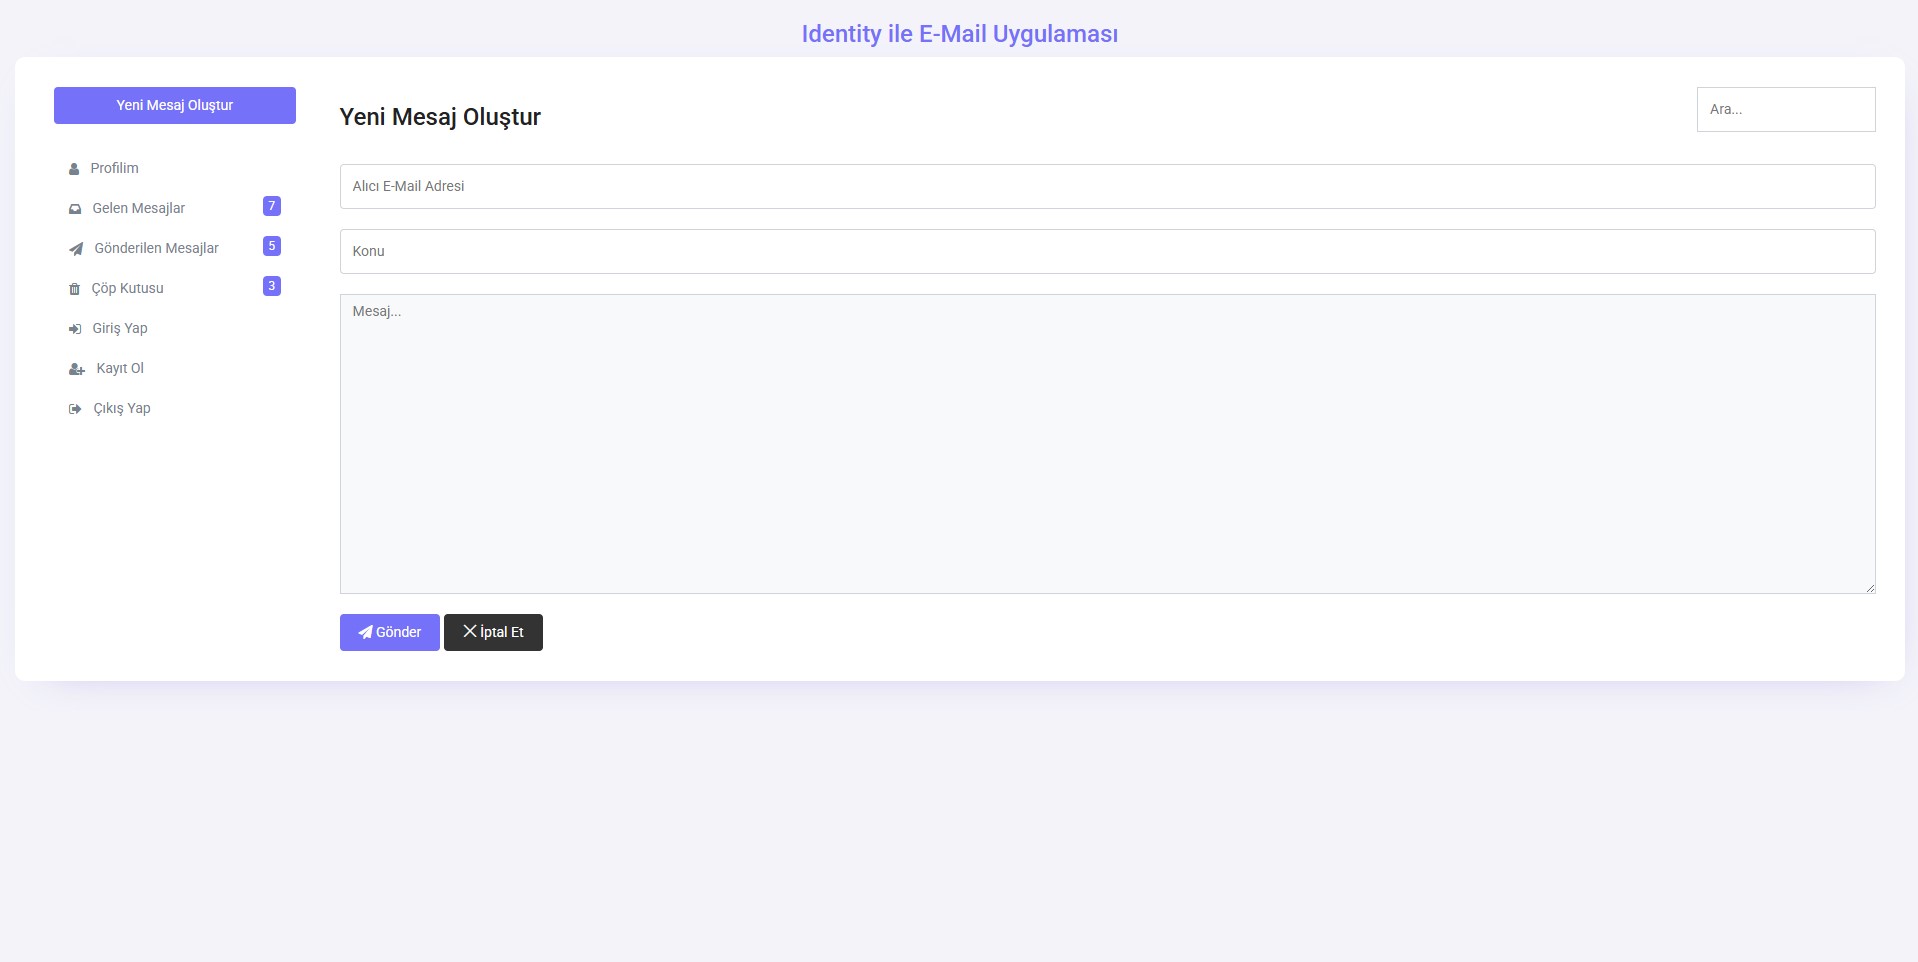 Identity ile E-Mail Uygulaması
Yeni Mesaj Oluştur
Profilim
Gelen Mesajlar 7
Gönderilen Mesajlar 5
Çöp Kutusu 3
Giriş Yap
Kayıt Ol
Çıkış Yap
Yeni Mesaj Oluştur
Ara...
Alıcı E-Mail Adresi
Konu
Mesaj...
Gönder
İptal Et